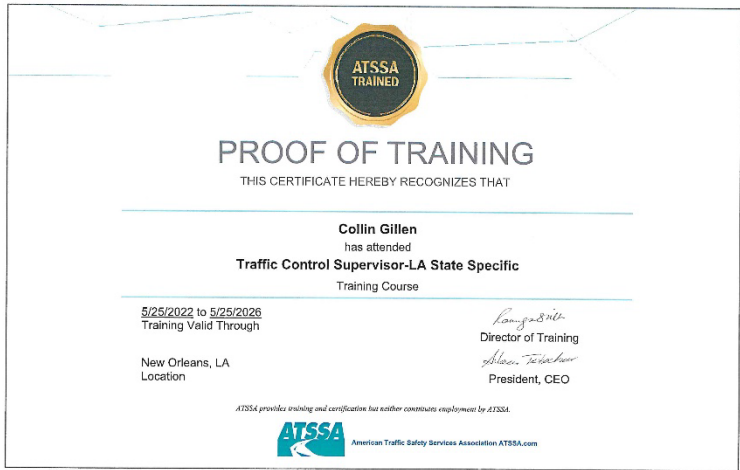 ATSSA
TRAINED
PROOF OF TRAINING
THIS CERTIFICATE HEREBY RECOGNIZES THAT
Collin Gillen
has attended
Traffic Control Supervisor-LA State Specific
Training Course
5/25/2022 to 5/25/2026
Training Valid Through
Director of Training
New Orleans, LA
Location
President, CEO
ATSSA provides training and certification but neither constitutes employment by ATSSA.
ATSSA
American Traffic Safety Services Association ATSSA.com